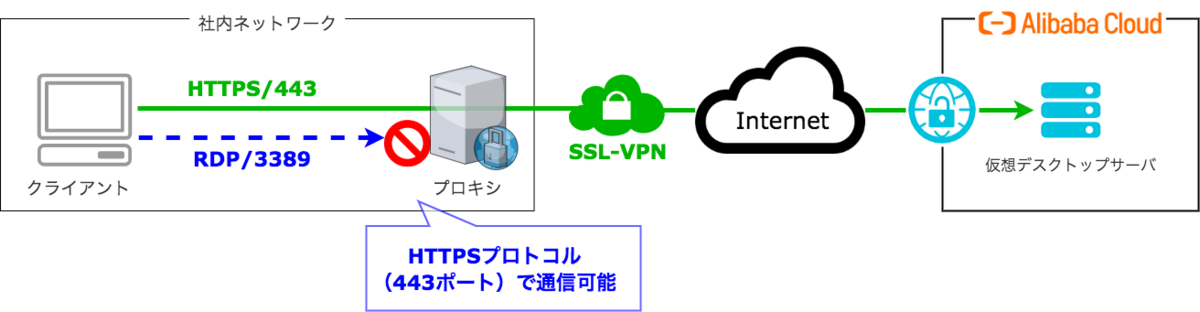 社内ネットワーク
Alibaba Cloud
HTTPS/443
RDP/3389
クライアント
プロキシ
SSL-VPN
Internet
仮想デスクトップサーバ
HTTPSプロトコル
（443ポート）で通信可能